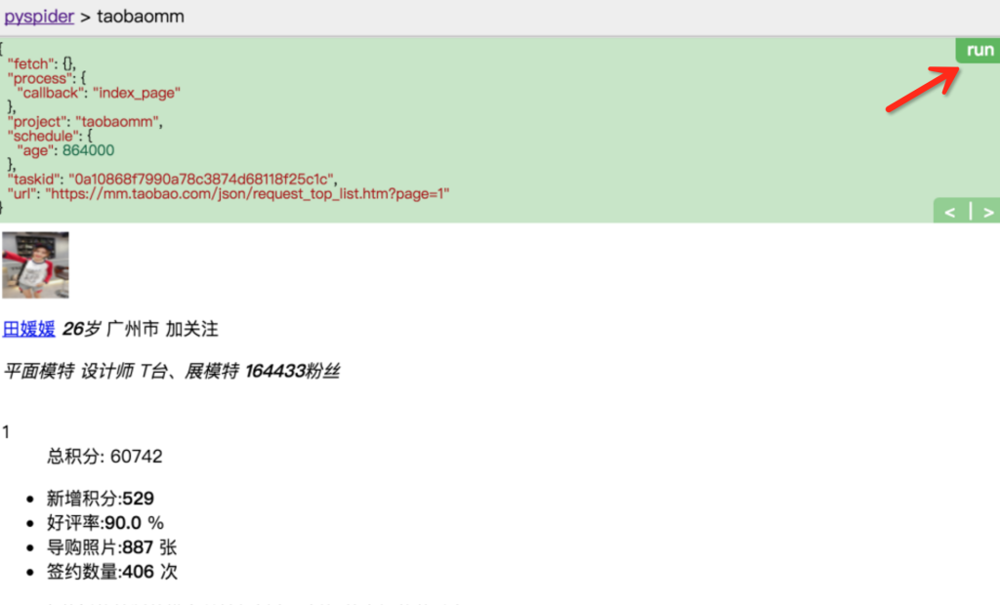 pyspider > taobaomm
{
run
"fetch": {},
"process": {
"callback": "index_page"
},
"project": "taobaomm",
"schedule": {
"age": 864000
},
"taskid": "0a10868f7990a78c3874d68118f25c1c",
"url": "https://mm.taobao.com/json/request_top_list.htm?page=1"
}
< | >
田媛媛 26岁 广州市 加关注
平面模特 设计师 T台、展模特 164433粉丝
1
总积分: 60742
• 新增积分:529
• 好评率:90.0 %
• 导购照片:887 张
• 签约数量:406 次